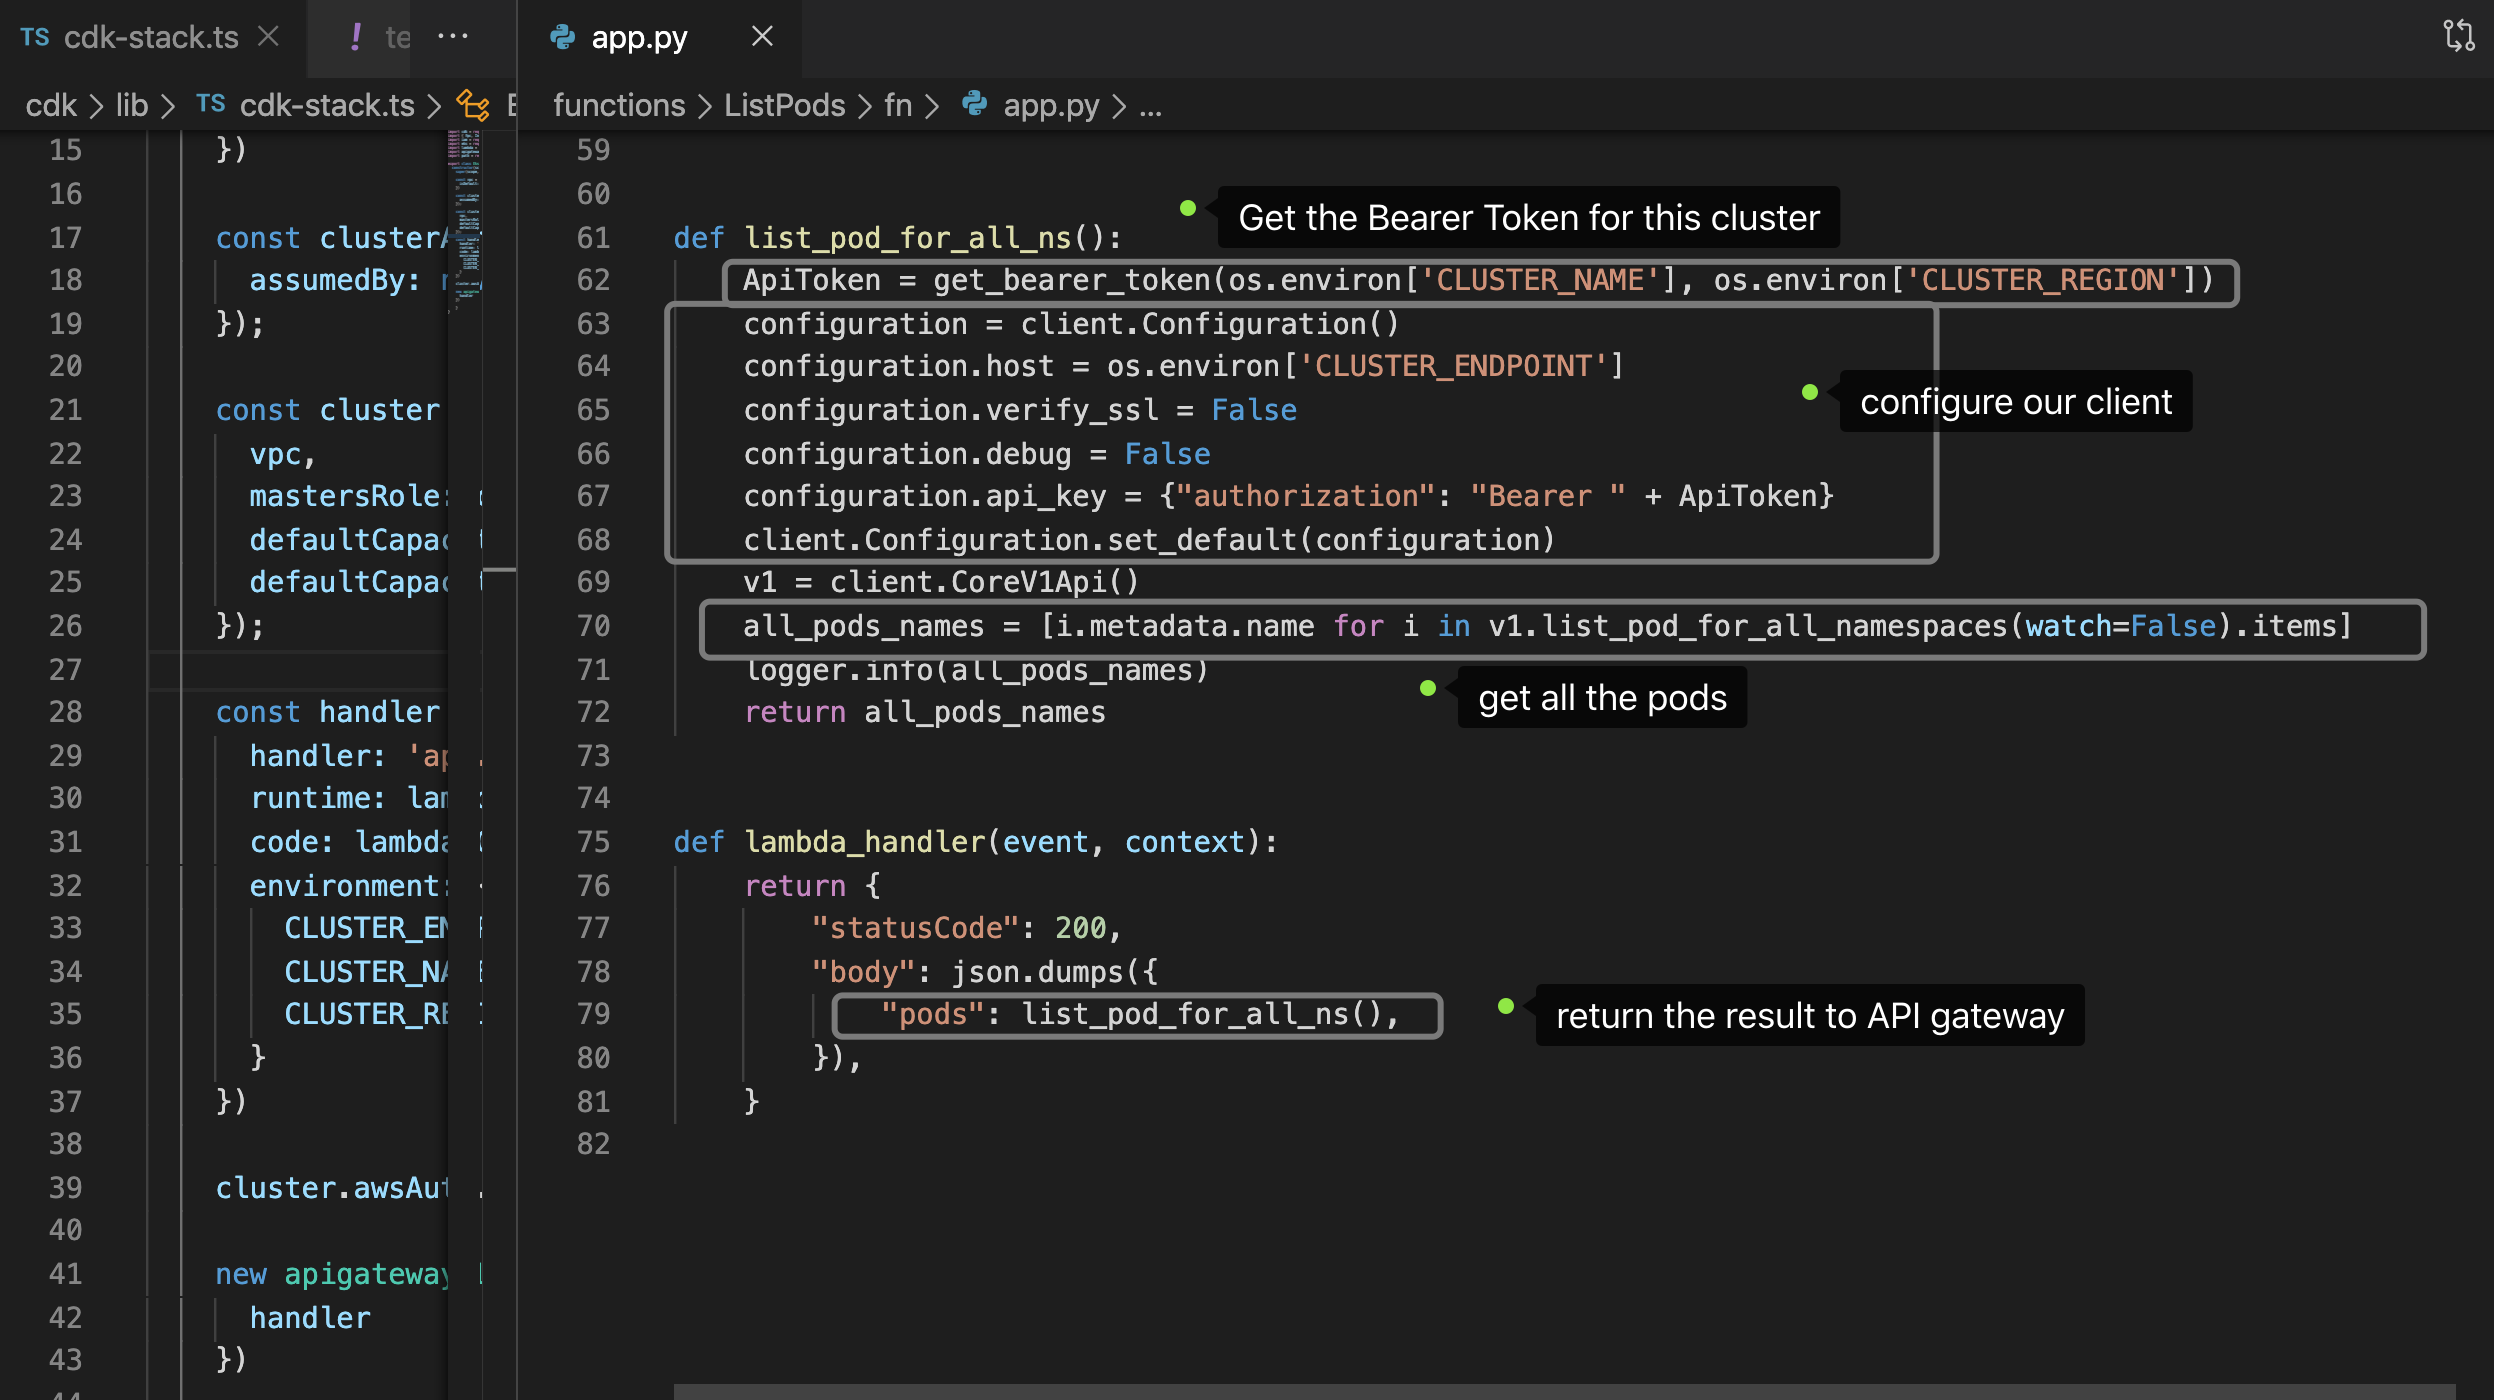 TS cdk-stack.ts
! te ...
cdk > lib > TS cdk-stack.ts >
15 })
16
17 const clusterA
18 assumedBy:
19 });
20
21 const cluster
22 vpc,
23 mastersRole:
24 defaultCapac
25 defaultCapac
26 });
27
28 const handler
29 handler: 'ap
30 runtime: lam
31 code: lambda
32 environment:
33 CLUSTER_EN
34 CLUSTER_NA
35 CLUSTER_RE
36 }
37 })
38
39 cluster.awsAut
40
41 new apigateway
42 handler
43 })
app.py
functions > ListPods > fn > app.py > ...
59
60
Get the Bearer Token for this cluster
61 def list_pod_for_all_ns():
62 ApiToken = get_bearer_token(os.environ['CLUSTER_NAME'], os.environ['CLUSTER_REGION'])
63 configuration = client.Configuration()
64 configuration.host = os.environ['CLUSTER_ENDPOINT']
configure our client
65 configuration.verify_ssl = False
66 configuration.debug = False
67 configuration.api_key = {"authorization": "Bearer " + ApiToken}
68 client.Configuration.set_default(configuration)
69 v1 = client.CoreV1Api()
70 all_pods_names = [i.metadata.name for i in v1.list_pod_for_all_namespaces(watch=False).items]
71 logger.info(all_pods_names)
get all the pods
72 return all_pods_names
73
74
75 def lambda_handler(event, context):
76 return {
77 "statusCode": 200,
78 "body": json.dumps({
79 "pods": list_pod_for_all_ns(),
return the result to API gateway
80 }),
81 }
82